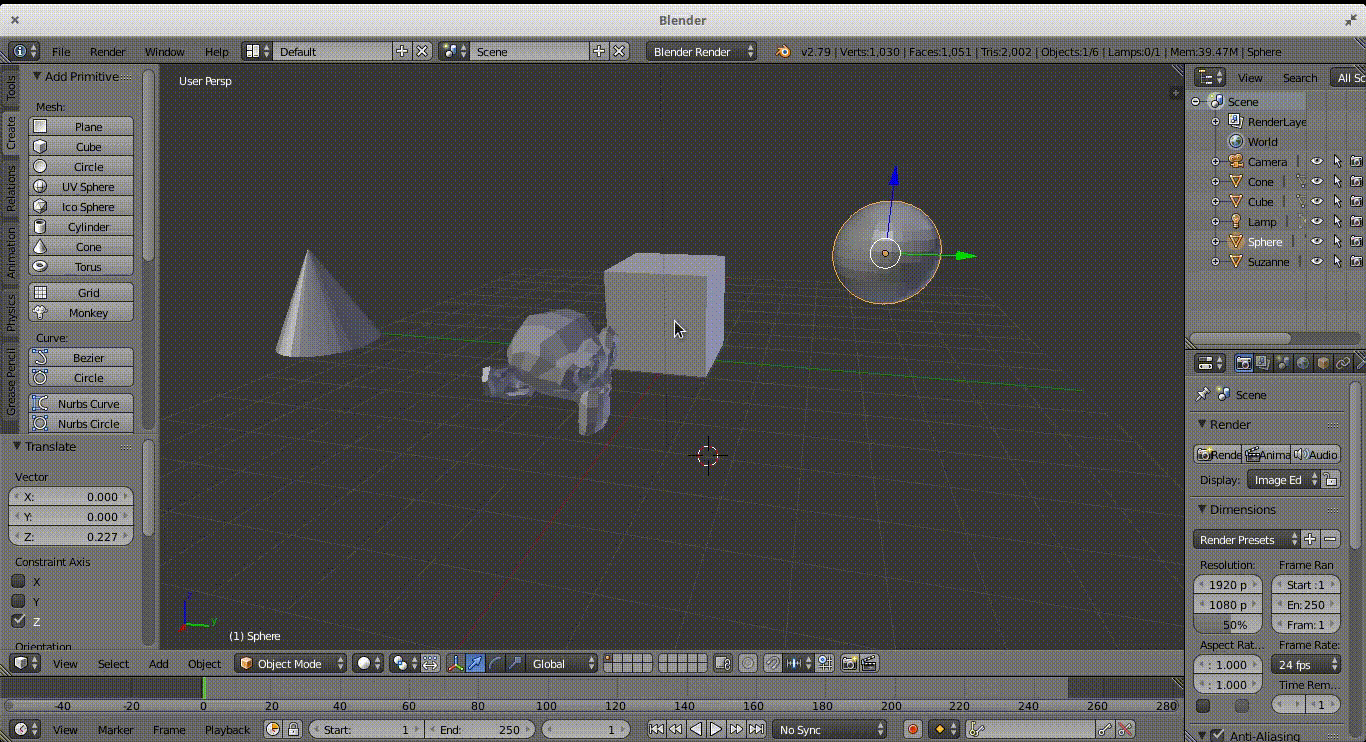 Blender
File Render Window Help Default Scene Blender Render v2.79 | Verts:1,030 | Faces:1,051 | Tris:2,002 | Objects:1/6 | Lamps:0/1 | Mem:39.47M | Sphere
Tools
Create
Relations
Animation
Physics
Grease Pencil
Add Primitive
Mesh:
Plane
Cube
Circle
UV Sphere
Ico Sphere
Cylinder
Cone
Torus
Grid
Monkey
Curve:
Bezier
Circle
Nurbs Curve
Nurbs Circle
Translate
Vector
X: 0.000
Y: 0.000
Z: 0.227
Constraint Axis
X
Y
Z
Orientation
User Persp
z
y
(1) Sphere
View Select Add Object Object Mode Global
-40 -20 0 20 40 60 80 100 120 140 160 180 200 220 240 260 280
View Marker Frame Playback Start: 1 End: 250 1 No Sync
View Search All Sc
Scene
RenderLaye
World
Camera
Cone
Cube
Lamp
Sphere
Suzanne
Scene
Render
Rende Anima Audio
Display: Image Ed
Dimensions
Render Presets
Resolution: Frame Ran
1920 p Start :1
1080 p En: 250
50% Fram: 1
Aspect Rat... Frame Rate:
: 1.000 24 fps
: 1.000 Time Rem...
1
Anti-Aliasing